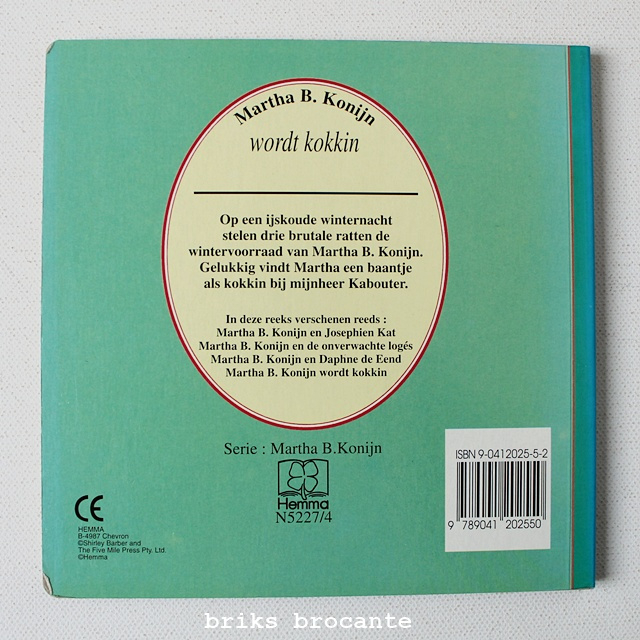 Martha B. Konijn
wordt kokkin
Op een ijskoude winternacht
stelen drie brutale ratten de
wintervoorraad van Martha B. Konijn.
Gelukkig vindt Martha een baantje
als kokkin bij mijnheer Kabouter.
In deze reeks verschenen reeds :
Martha B. Konijn en Josephien Kat
Martha B. Konijn en de onverwachte logés
Martha B. Konijn en Daphne de Eend
Martha B. Konijn wordt kokkin
Serie : Martha B.Konijn
Hemma
N5227/4
CE
HEMMA
B-4987 Chevron
©Shirley Barber and
The Five Mile Press Pty. Ltd.
©Hemma
ISBN 9-0412025-5-2
9 789041 202550
briks brocante